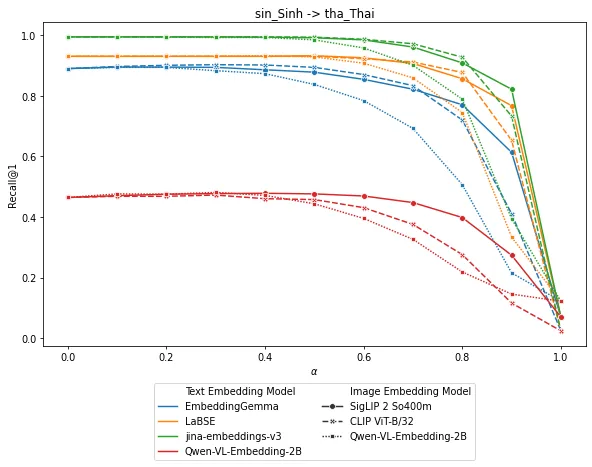 sin_Sinh -> tha_Thai
Recall@1
1.0
0.8
0.6
0.4
0.2
0.0
0.0 0.2 0.4 0.6 0.8 1.0
α
Text Embedding Model
EmbeddingGemma
LaBSE
jina-embeddings-v3
Qwen-VL-Embedding-2B
Image Embedding Model
SigLIP 2 So400m
CLIP ViT-B/32
Qwen-VL-Embedding-2B